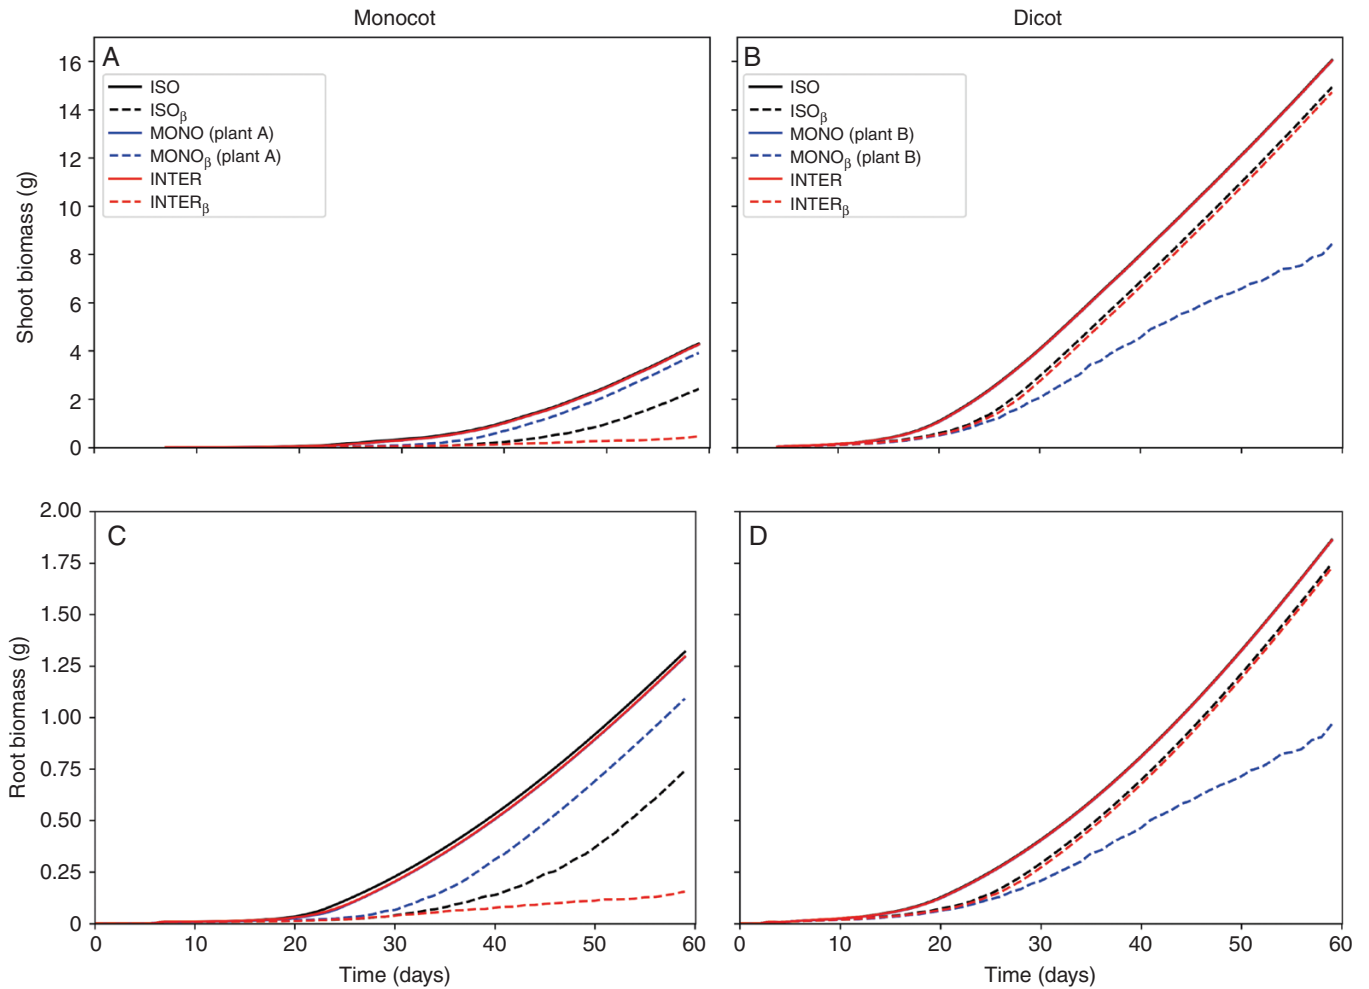 Monocot
Dicot
Shoot biomass (g)
A
ISO
ISOβ
MONO (plant A)
MONOβ (plant A)
INTER
INTERβ
16
14
12
10
8
6
4
2
0
B
ISO
ISOβ
MONO (plant B)
MONOβ (plant B)
INTER
INTERβ
Root biomass (g)
C
2.00
1.75
1.50
1.25
1.00
0.75
0.50
0.25
0
0 10 20 30 40 50 60
Time (days)
D
0 10 20 30 40 50 60
Time (days)